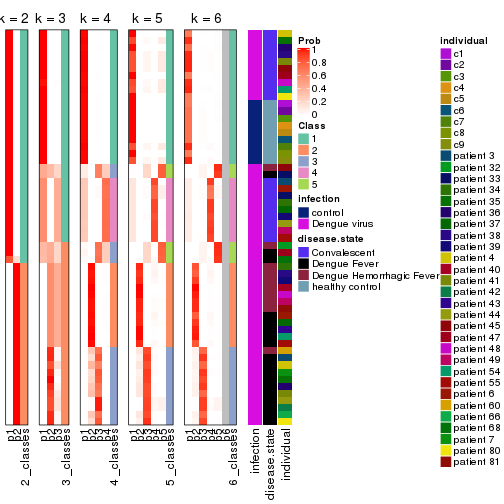 k = 2
k = 3
k = 4
k = 5
k = 6
p1
p2
2_classes
p1
p2
p3
3_classes
p1
p2
p3
p4
4_classes
p1
p2
p3
p4
p5
5_classes
p1
p2
p3
p4
p5
p6
6_classes
infection
disease.state
individual
Prob
1
0.8
0.6
0.4
0.2
0
Class
1
2
3
4
5
infection
control
Dengue virus
disease.state
Convalescent
Dengue Fever
Dengue Hemorrhagic Fever
healthy control
individual
c1
c2
c3
c4
c5
c6
c7
c8
c9
patient 3
patient 32
patient 33
patient 34
patient 35
patient 36
patient 37
patient 38
patient 39
patient 4
patient 40
patient 41
patient 42
patient 43
patient 44
patient 45
patient 47
patient 48
patient 49
patient 54
patient 55
patient 6
patient 60
patient 66
patient 68
patient 7
patient 80
patient 81